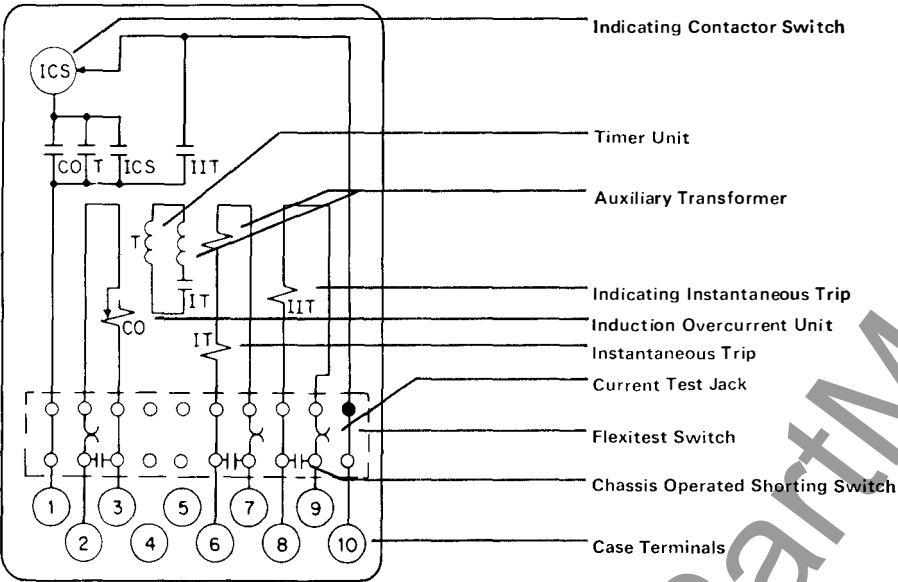 Indicating Contactor Switch
ICS
CO T ICS IIT
Timer Unit
Auxiliary Transformer
T
IT
IIT
Indicating Instantaneous Trip
CO
Induction Overcurrent Unit
IT
Instantaneous Trip
Current Test Jack
Flexitest Switch
Chassis Operated Shorting Switch
1 3 5 7 9
2 4 6 8 10
Case Terminals